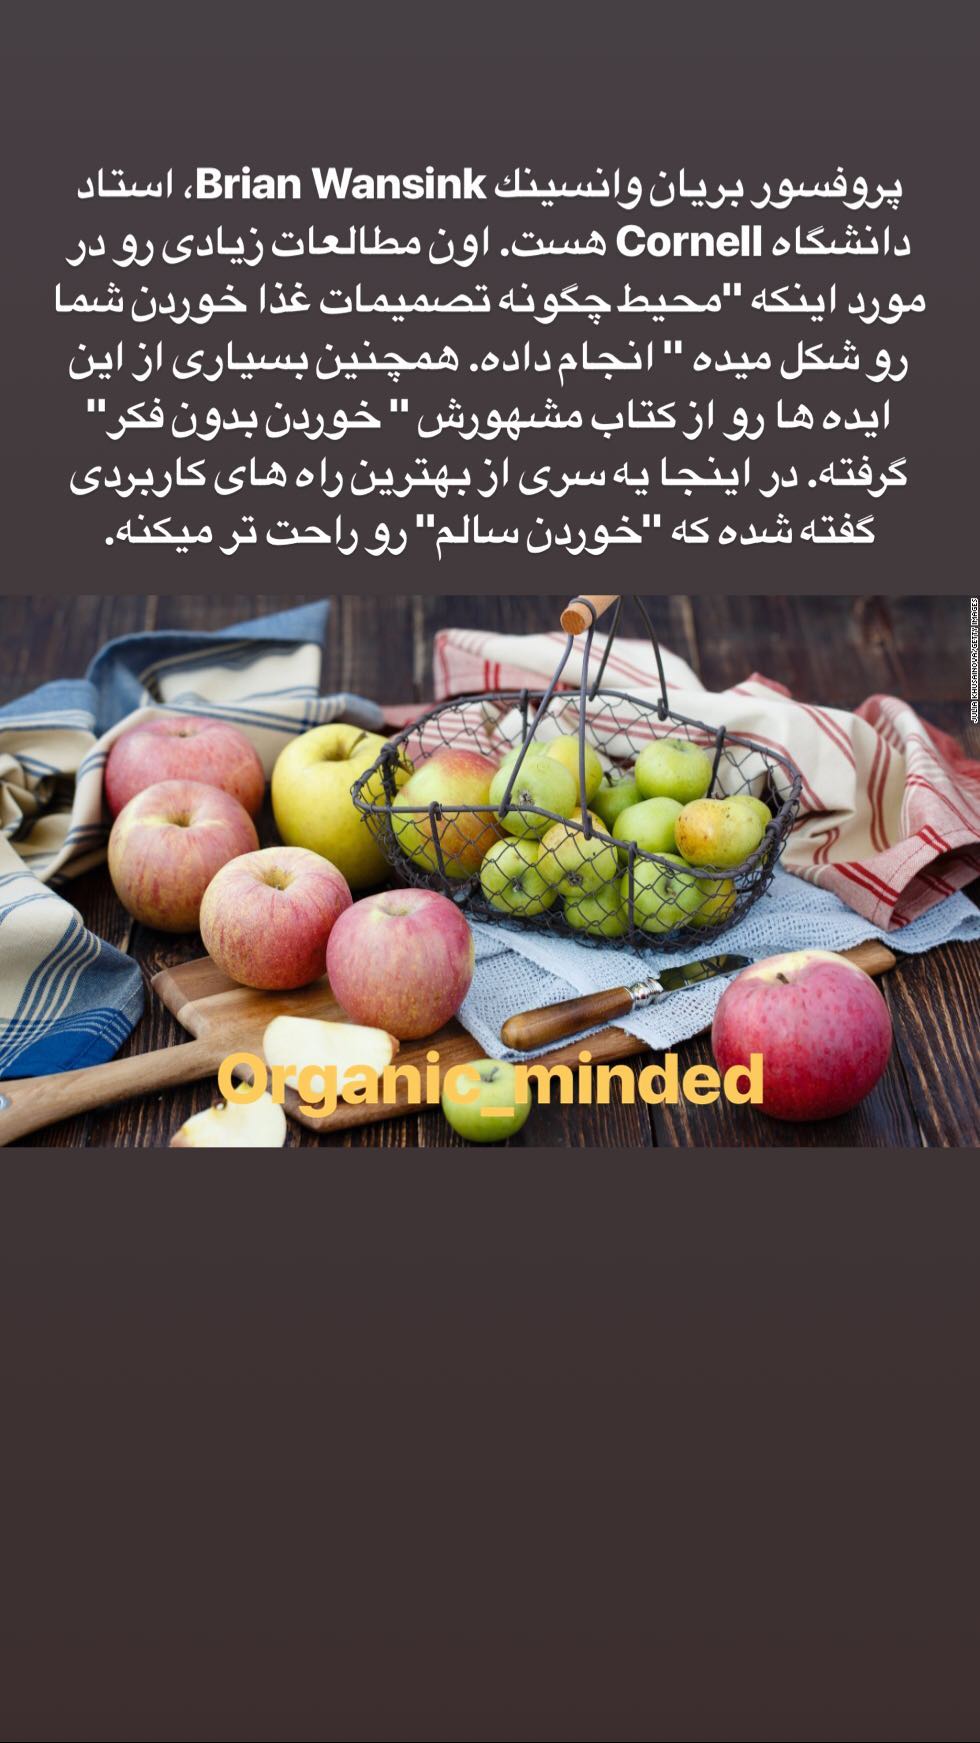 پروفسور بریان وانسینك Brian Wansink، استاد
دانشگاه Cornell هست. اون مطالعات زیادی رو در
مورد اینکه "محیط چگونه تصمیمات غذا خوردن شما
رو شکل میده " انجام داده. همچنین بسیاری از این
ایده ها رو از کتاب مشهورش " خوردن بدون فکر"
گرفته. در اینجا یه سری از بهترین راه های کاربردی
گفته شده که "خوردن سالم" رو راحت تر میکنه.
JULIA KHUSAINOVA/GETTY IMAGES
Organic_minded